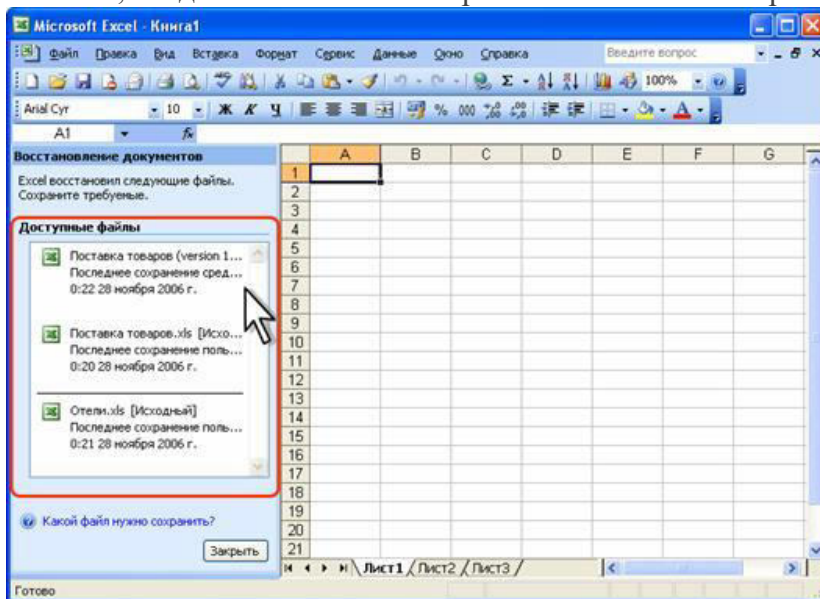 Microsoft Excel - Книга1
Файл Правка Вид Вставка Формат Сервис Данные Окно Справка Введите вопрос
100%
Arial Cyr 10 Ж К Ч % 000
A1 fx
Восстановление документов
Excel восстановил следующие файлы.
Сохраните требуемые.
Доступные файлы
Поставка товаров (version 1...
Последнее сохранение сред...
0:22 28 ноября 2006 г.
Поставка товаров.xls [Исхо...
Последнее сохранение поль...
0:20 28 ноября 2006 г.
Отели.xls [Исходный]
Последнее сохранение поль...
0:21 28 ноября 2006 г.
Какой файл нужно сохранить?
Закрыть
A B C D E F G
1
2
3
4
5
6
7
8
9
10
11
12
13
14
15
16
17
18
19
20
21
Лист1 / Лист2 / Лист3 /
Готово